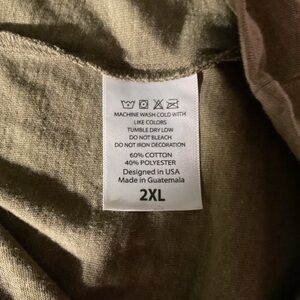 MACHINE WASH COLD WITH
LIKE COLORS
TUMBLE DRY LOW
DO NOT BLEACH
DO NOT IRON DECORATION
60% COTTON
40% POLYESTER
Designed in USA
Made in Guatemala
2XL